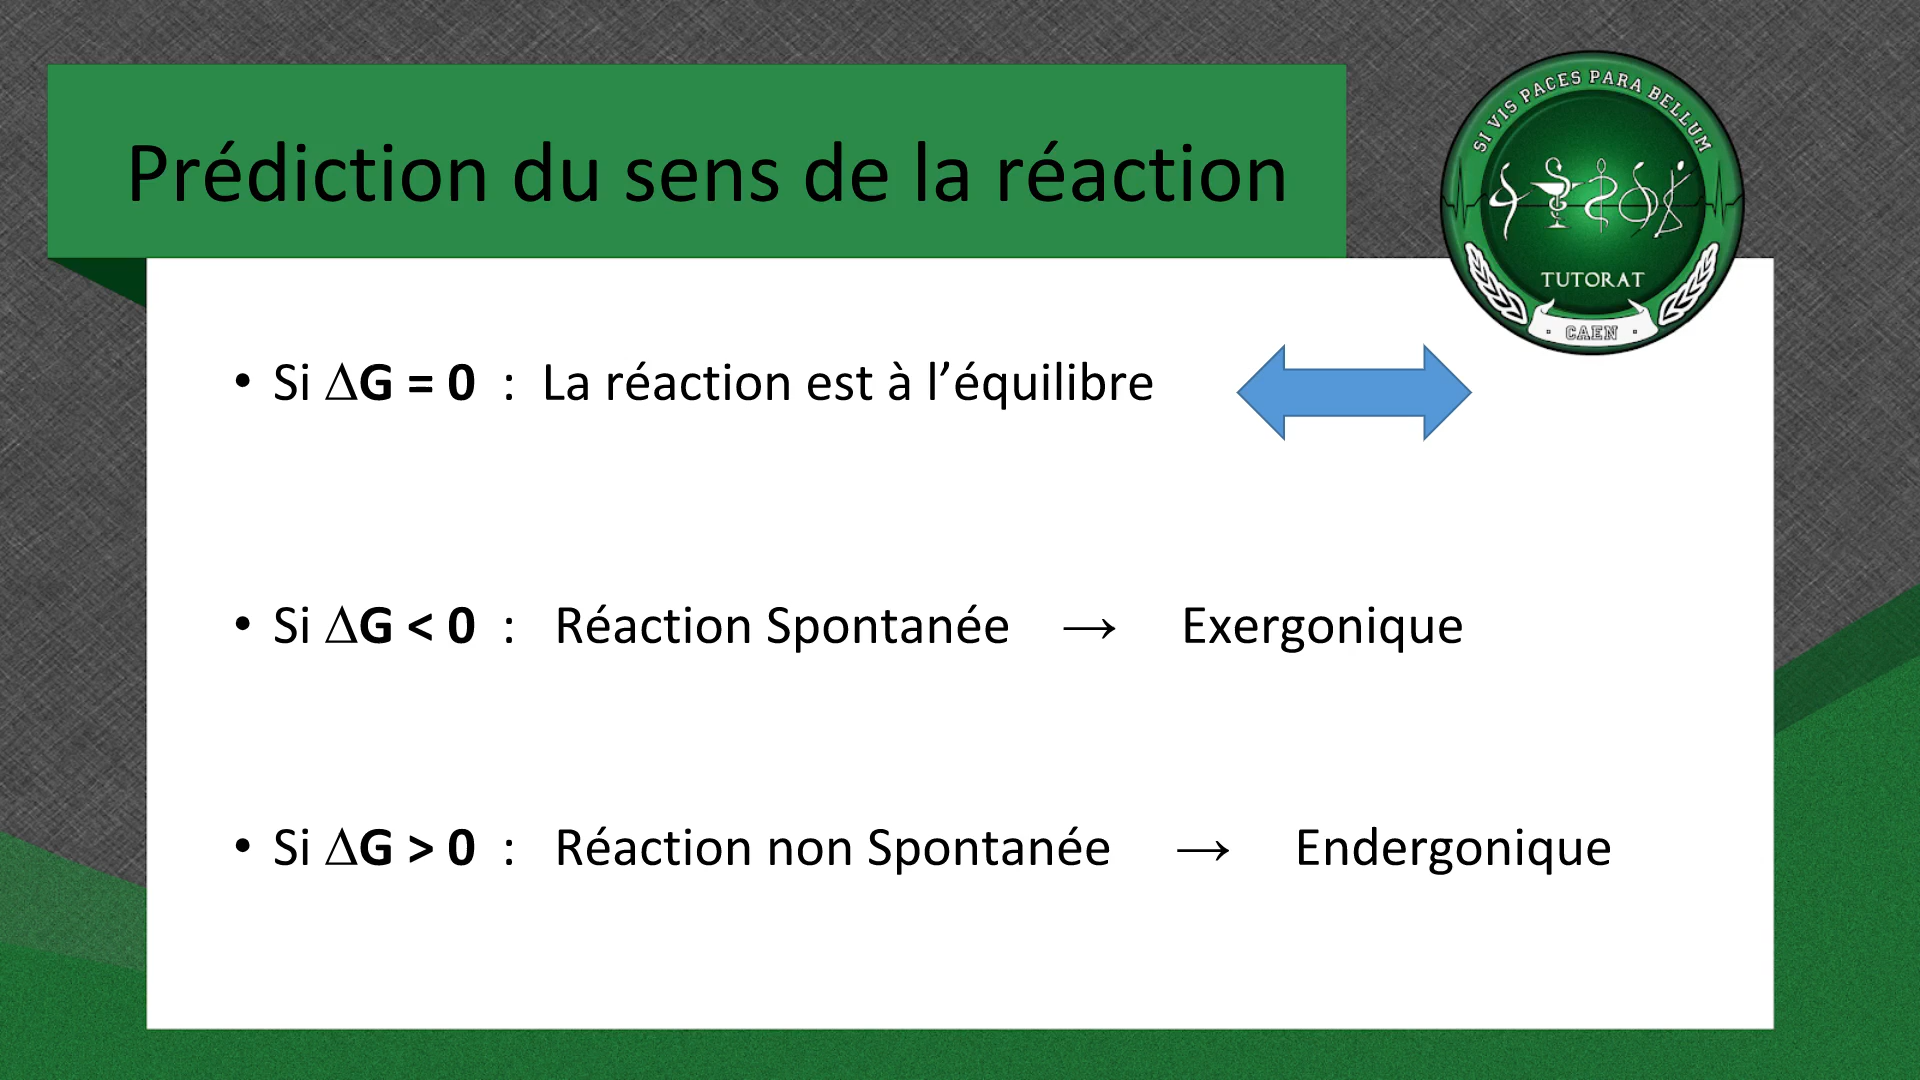 Prédiction du sens de la réaction
SI VIS PACES PARA BELLUM
TUTORAT
· CAEN ·
• Si ΔG = 0 : La réaction est à l’équilibre
• Si ΔG < 0 : Réaction Spontanée → Exergonique
• Si ΔG > 0 : Réaction non Spontanée → Endergonique